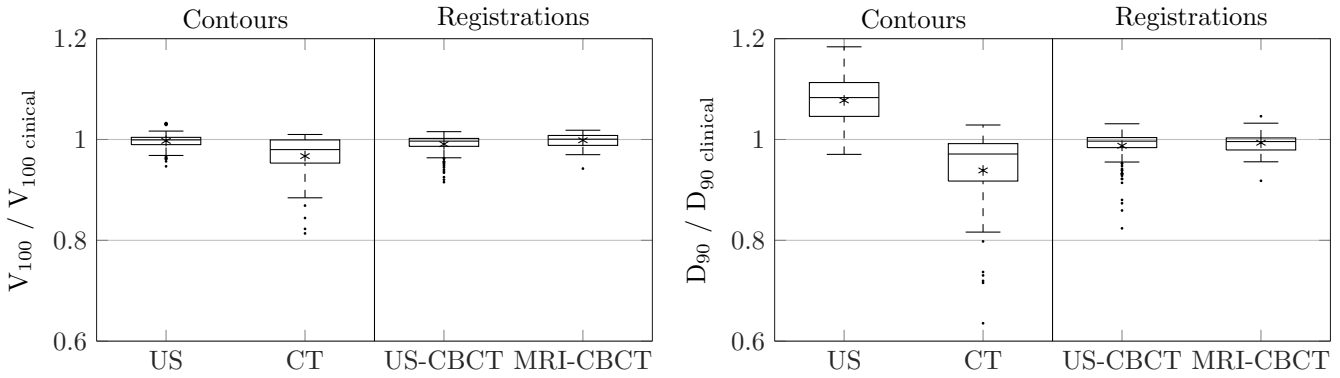 Contours Registrations
1.2
1
0.8
0.6
V100 / V100 cinical
US CT US-CBCT MRI-CBCT
Contours Registrations
1.2
1
0.8
0.6
D90 / D90 clinical
US CT US-CBCT MRI-CBCT